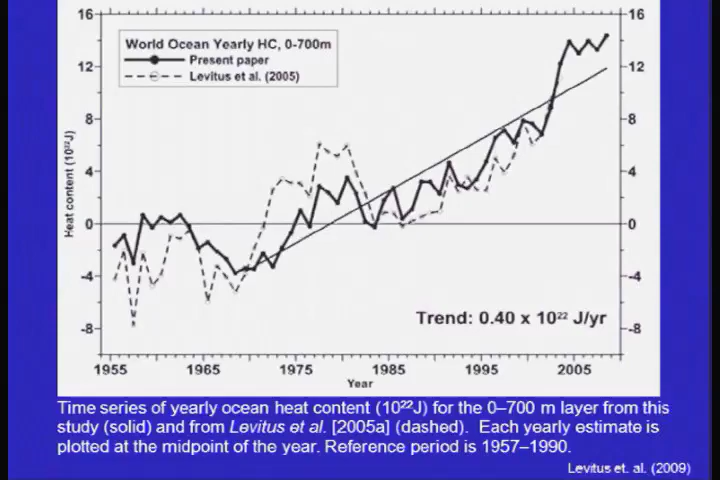 16
12
8
4
0
-4
-8
16
12
8
4
0
-4
-8
Heat content (10²²J)
World Ocean Yearly HC, 0-700m
Present paper
Levitus et al. (2005)
Trend: 0.40 x 10²² J/yr
1955 1965 1975 1985 1995 2005
Year
Time series of yearly ocean heat content (10²²J) for the 0–700 m layer from this
study (solid) and from Levitus et al. [2005a] (dashed). Each yearly estimate is
plotted at the midpoint of the year. Reference period is 1957–1990.
Levitus et. al (2009)